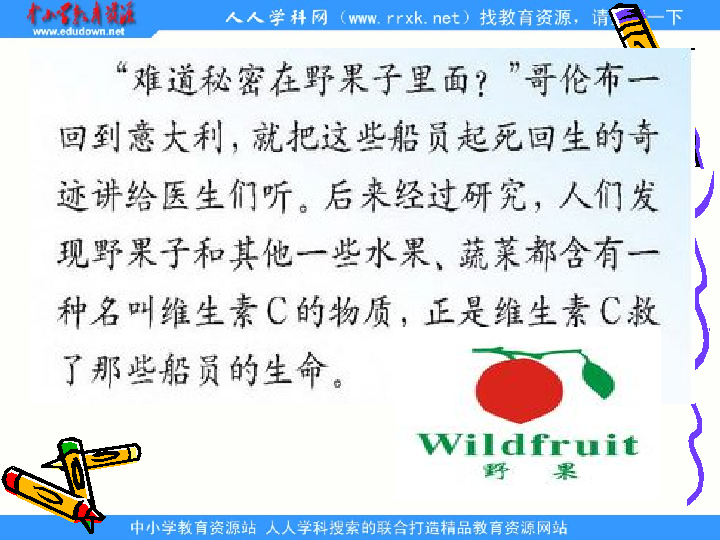 中小学教育资源
www.edudown.net
人人学科网（www.rrxk.net）找教育资源，请 一下
“难道秘密在野果子里面？”哥伦布一
回到意大利，就把这些船员起死回生的奇
迹讲给医生们听。后来经过研究，人们发
现野果子和其他一些水果、蔬菜都含有一
种名叫维生素C的物质，正是维生素C救
了那些船员的生命。
Wildfruit
野 果
中小学教育资源站 人人学科搜索的联合打造精品教育资源网站